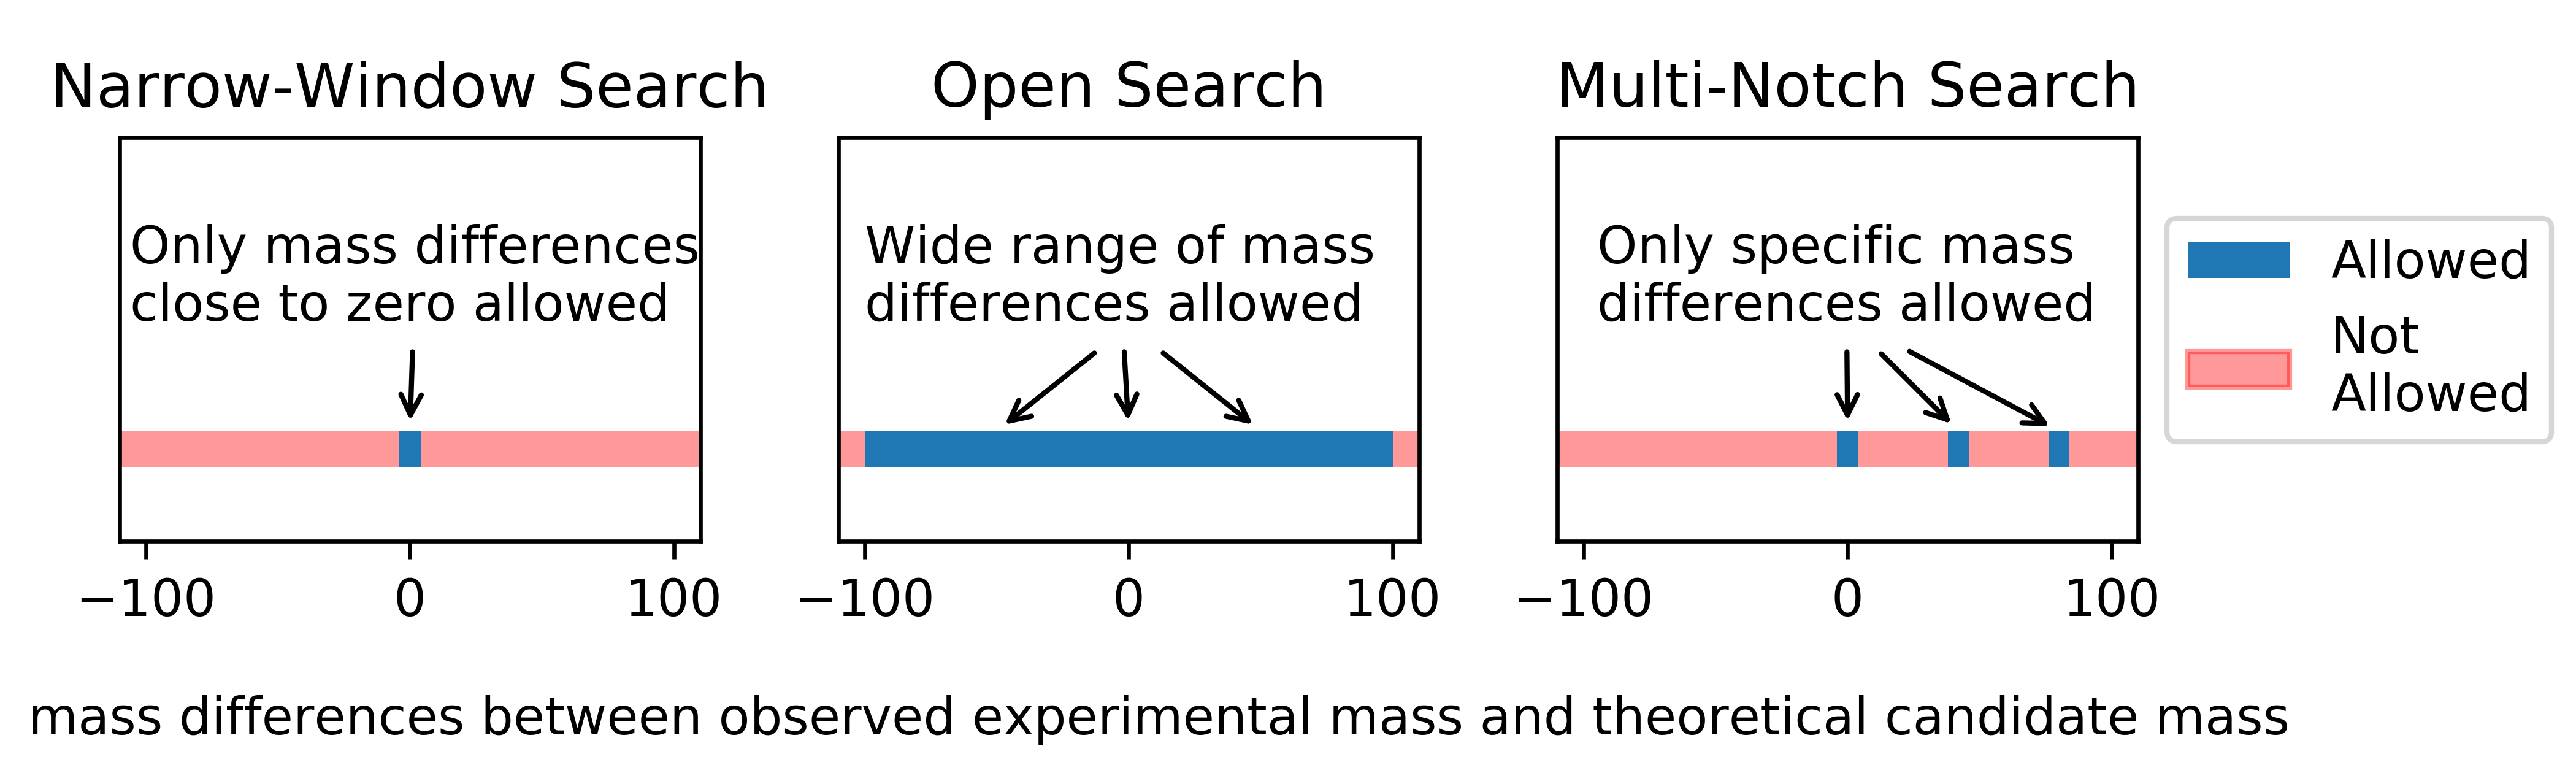 Narrow-Window Search
Only mass differences
close to zero allowed
−100 0 100
Open Search
Wide range of mass
differences allowed
−100 0 100
Multi-Notch Search
Only specific mass
differences allowed
−100 0 100
Allowed
Not
Allowed
mass differences between observed experimental mass and theoretical candidate mass